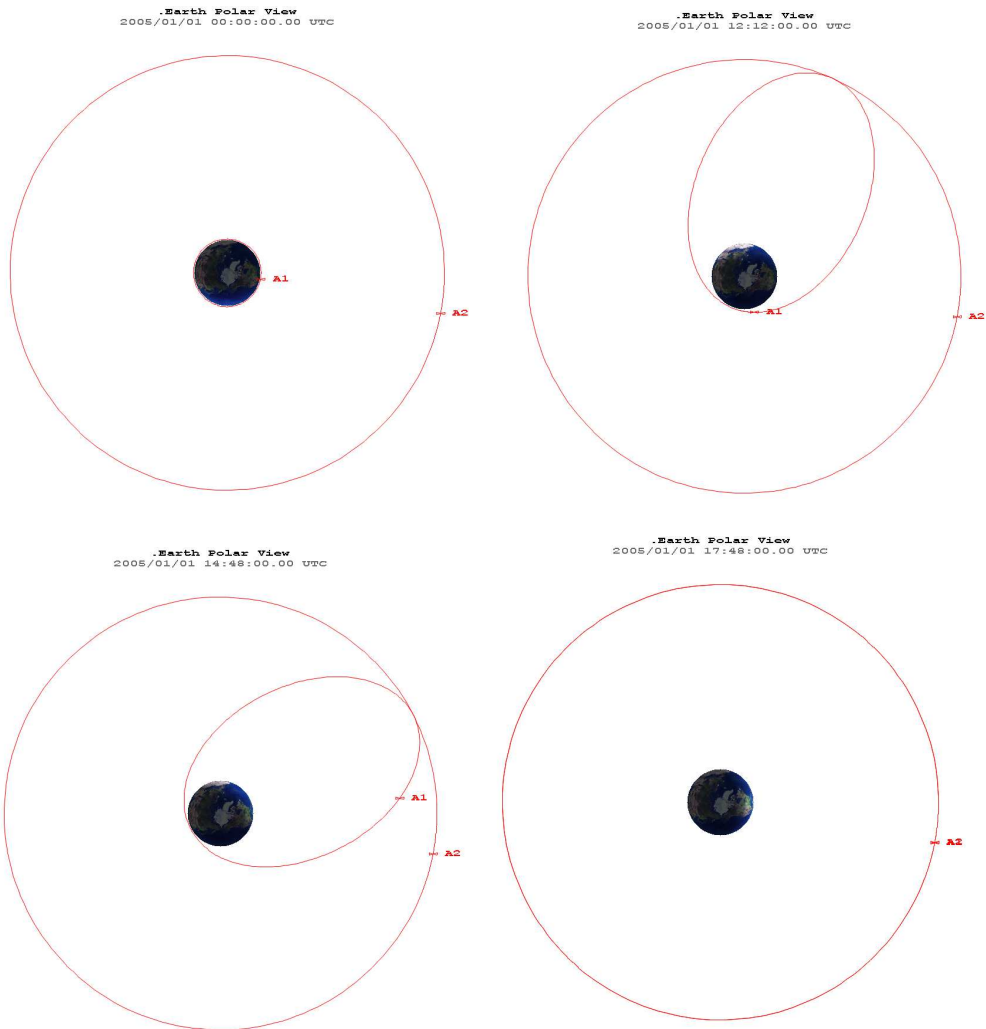 .Earth Polar View
2005/01/01 00:00:00.00 UTC
A1
A2
.Earth Polar View
2005/01/01 12:12:00.00 UTC
A1
A2
.Earth Polar View
2005/01/01 14:48:00.00 UTC
A1
A2
.Earth Polar View
2005/01/01 17:48:00.00 UTC